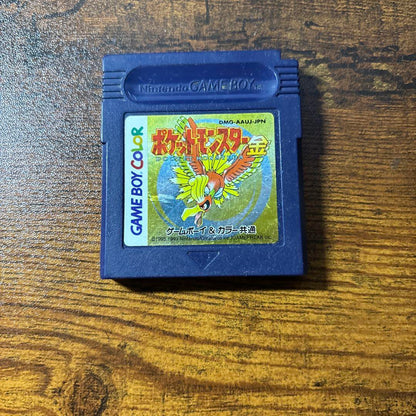 Nintendo GAME BOY
DMG-AAUJ-JPN
ポケットモンスター金
GAME BOY COLOR
ゲームボーイ&カラー共通